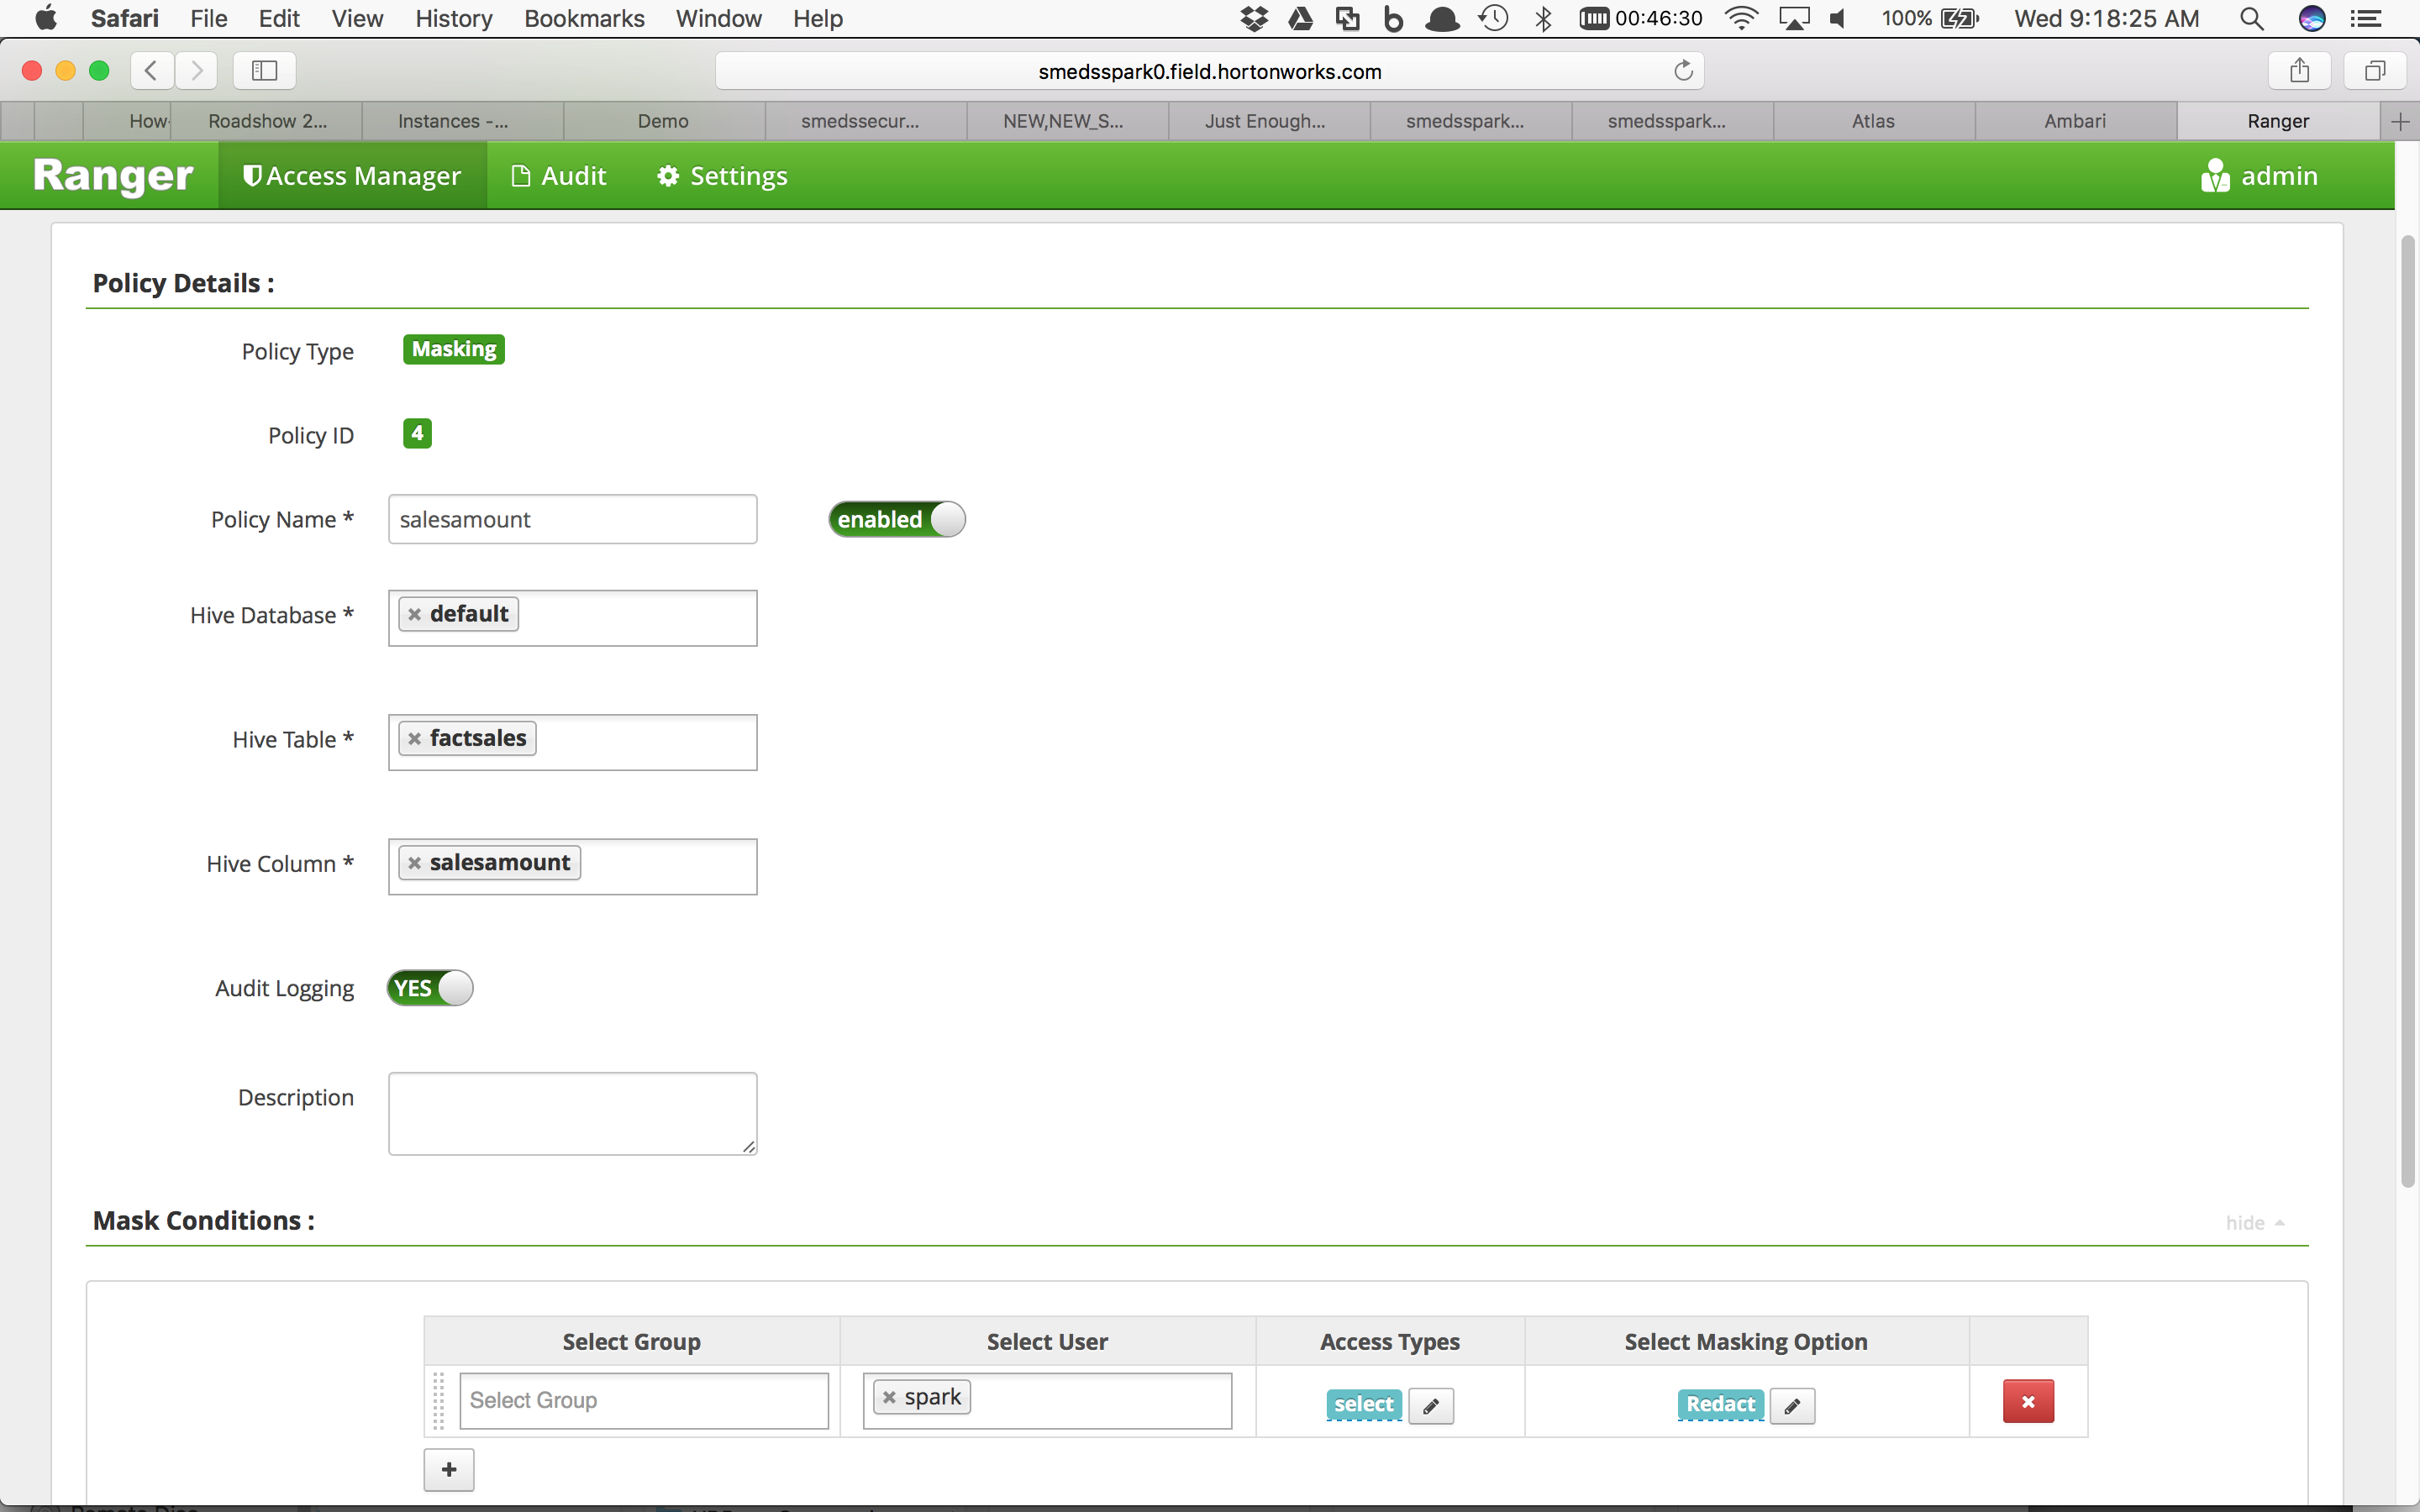 Safari File Edit View History Bookmarks Window Help 00:46:30 100% Wed 9:18:25 AM
smedsspark0.field.hortonworks.com
How- Roadshow 2... Instances -... Demo smedssecur... NEW,NEW_S... Just Enough... smedsspark... smedsspark... Atlas Ambari Ranger
Ranger Access Manager Audit Settings admin
Policy Details :
Policy Type Masking
Policy ID 4
Policy Name * salesamount enabled
Hive Database * × default
Hive Table * × factsales
Hive Column * × salesamount
Audit Logging YES
Description
Mask Conditions : hide
Select Group Select User Access Types Select Masking Option
Select Group × spark select Redact ×
+